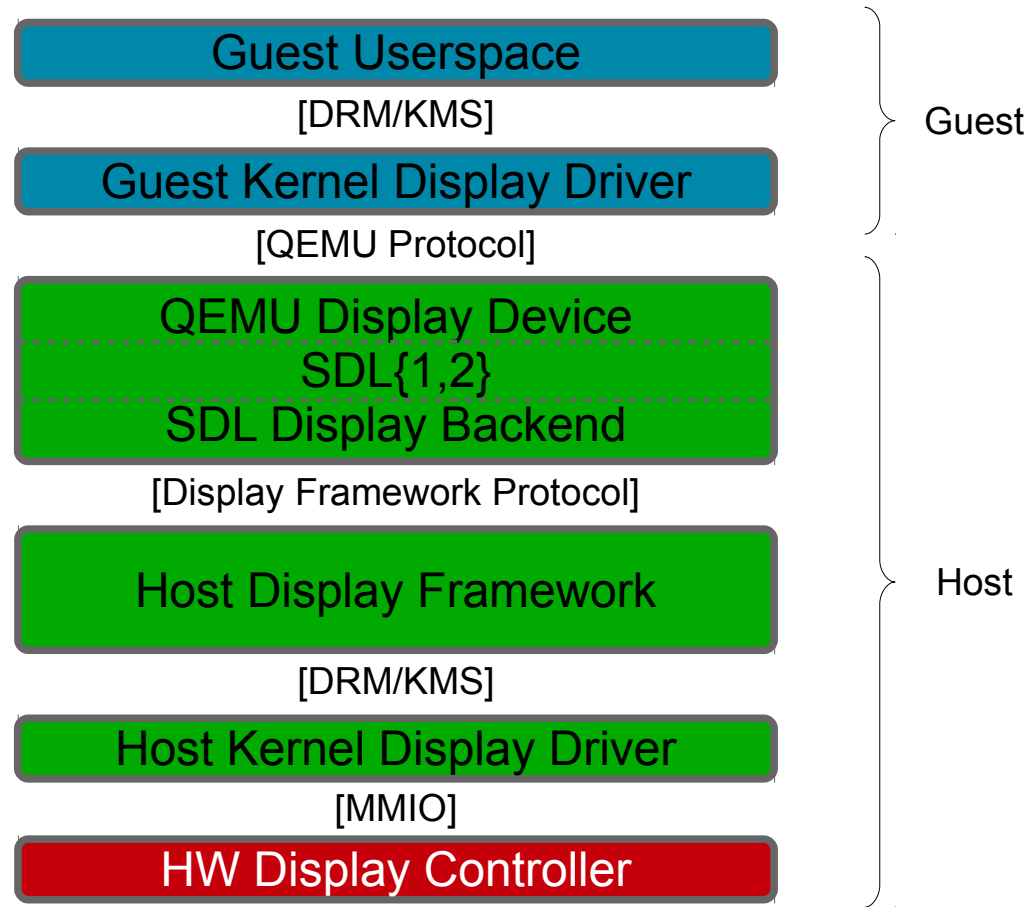 Guest Userspace
[DRM/KMS]
Guest
Guest Kernel Display Driver
[QEMU Protocol]
QEMU Display Device
SDL{1,2}
SDL Display Backend
[Display Framework Protocol]
Host Display Framework
Host
[DRM/KMS]
Host Kernel Display Driver
[MMIO]
HW Display Controller